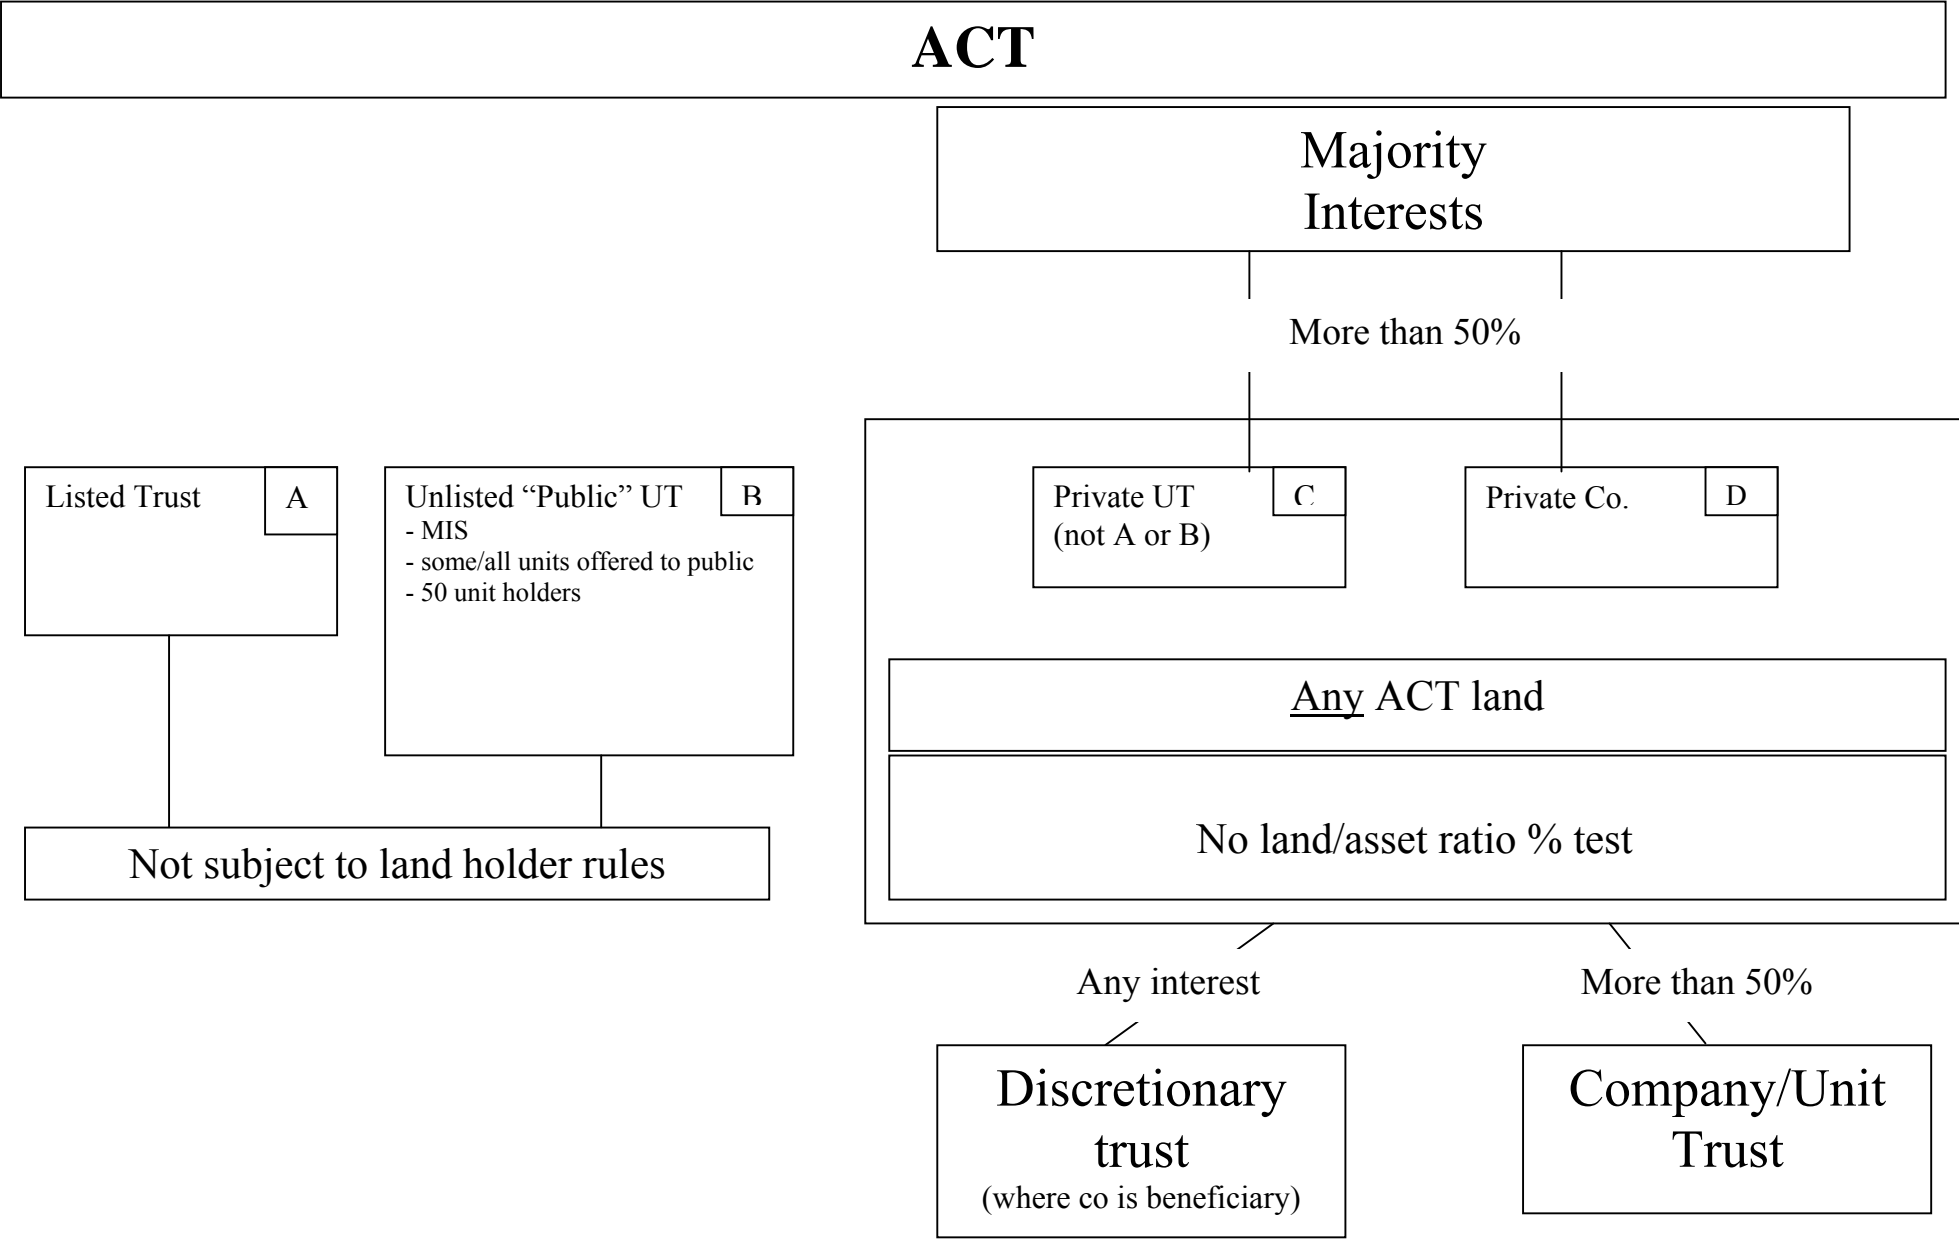 ACT
Majority
Interests
More than 50%
Listed Trust
A
Unlisted “Public” UT
B
- MIS
- some/all units offered to public
- 50 unit holders
Private UT
C
(not A or B)
Private Co.
D
Any ACT land
No land/asset ratio % test
Not subject to land holder rules
Any interest
More than 50%
Discretionary
trust
(where co is beneficiary)
Company/Unit
Trust